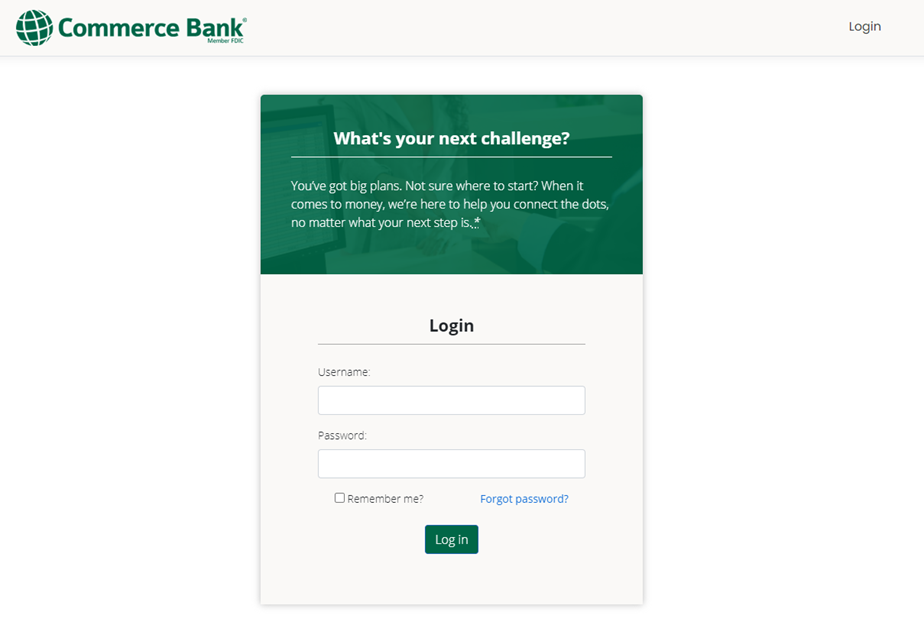 Commerce Bank®
Member FDIC
Login
What's your next challenge?
You've got big plans. Not sure where to start? When it
comes to money, we're here to help you connect the dots,
no matter what your next step is.*
Login
Username:
Password:
Remember me?
Forgot password?
Log in